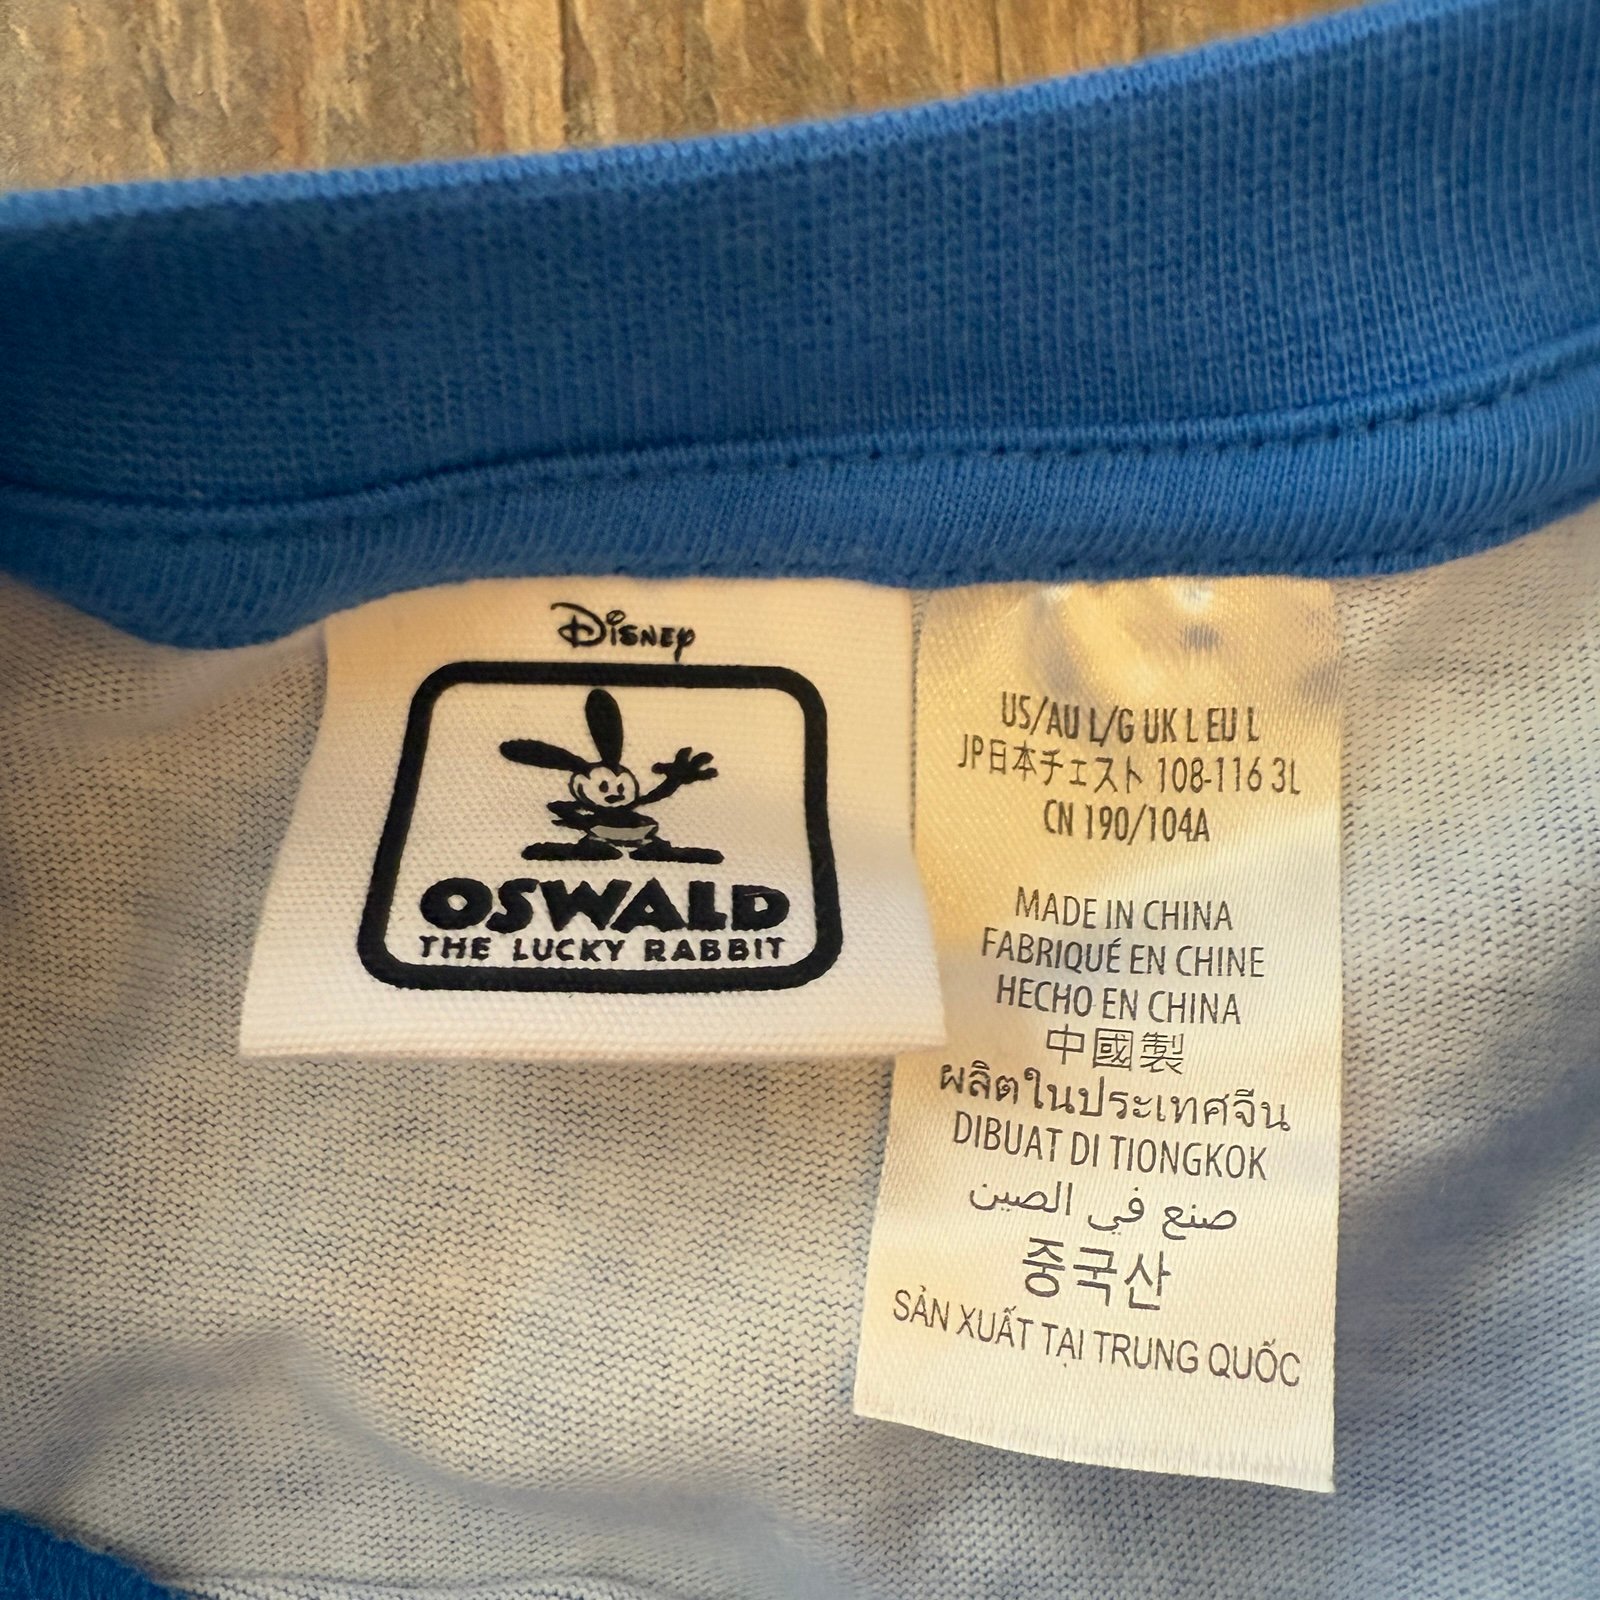 Disney
OSWALD
THE LUCKY RABBIT
US/AU L/G UK L EU L
JP日本チェスト 108-116 3L
CN 190/104A
MADE IN CHINA
FABRIQUÉ EN CHINE
HECHO EN CHINA
中國製
ผลิตในประเทศจีน
DIBUAT DI TIONGKOK
صنع في الصين
중국산
SẢN XUẤT TẠI TRUNG QUỐC